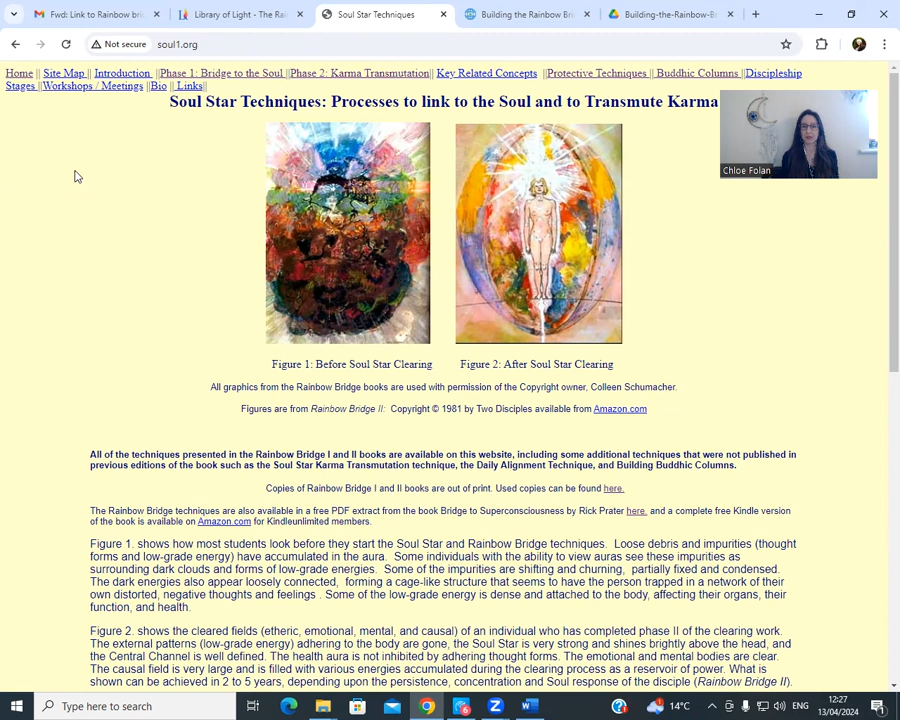 Fwd: Link to Rainbow bri
Library of Light - The Ra
Soul Star Techniques
Building the Rainbow Br
Building-the-Rainbow-Br
Not secure
soul1.org
Home || Site Map || Introduction ||Phase 1: Bridge to the Soul ||Phase 2: Karma Transmutation|| Key Related Concepts ||Protective Techniques || Buddhic Columns ||Discipleship
Stages ||Workshops / Meetings ||Bio || Links||
Soul Star Techniques: Processes to link to the Soul and to Transmute Karma
Chloe Folan
Figure 1: Before Soul Star Clearing
Figure 2: After Soul Star Clearing
All graphics from the Rainbow Bridge books are used with permission of the Copyright owner, Colleen Schumacher.
Figures are from Rainbow Bridge II: Copyright © 1981 by Two Disciples available from Amazon.com
All of the techniques presented in the Rainbow Bridge I and II books are available on this website, including some additional techniques that were not published in
previous editions of the book such as the Soul Star Karma Transmutation technique, the Daily Alignment Technique, and Building Buddhic Columns.
Copies of Rainbow Bridge I and II books are out of print. Used copies can be found here.
The Rainbow Bridge techniques are also available in a free PDF extract from the book Bridge to Superconsciousness by Rick Prater here. and a complete free Kindle version
of the book is available on Amazon.com for Kindleunlimited members.
Figure 1. shows how most students look before they start the Soul Star and Rainbow Bridge techniques. Loose debris and impurities (thought
forms and low-grade energy) have accumulated in the aura. Some individuals with the ability to view auras see these impurities as
surrounding dark clouds and forms of low-grade energies. Some of the impurities are shifting and churning, partially fixed and condensed.
The dark energies also appear loosely connected, forming a cage-like structure that seems to have the person trapped in a network of their
own distorted, negative thoughts and feelings . Some of the low-grade energy is dense and attached to the body, affecting their organs, their
function, and health.
Figure 2. shows the cleared fields (etheric, emotional, mental, and causal) of an individual who has completed phase II of the clearing work.
The external patterns (low-grade energy) adhering to the body are gone, the Soul Star is very strong and shines brightly above the head, and
the Central Channel is well defined. The health aura is not inhibited by adhering thought forms. The emotional and mental bodies are clear.
The causal field is very large and is filled with various energies accumulated during the clearing process as a reservoir of power. What is
shown can be achieved in 2 to 5 years, depending upon the persistence, concentration and Soul response of the disciple (Rainbow Bridge II).
Type here to search
14°C
ENG
12:27
13/04/2024